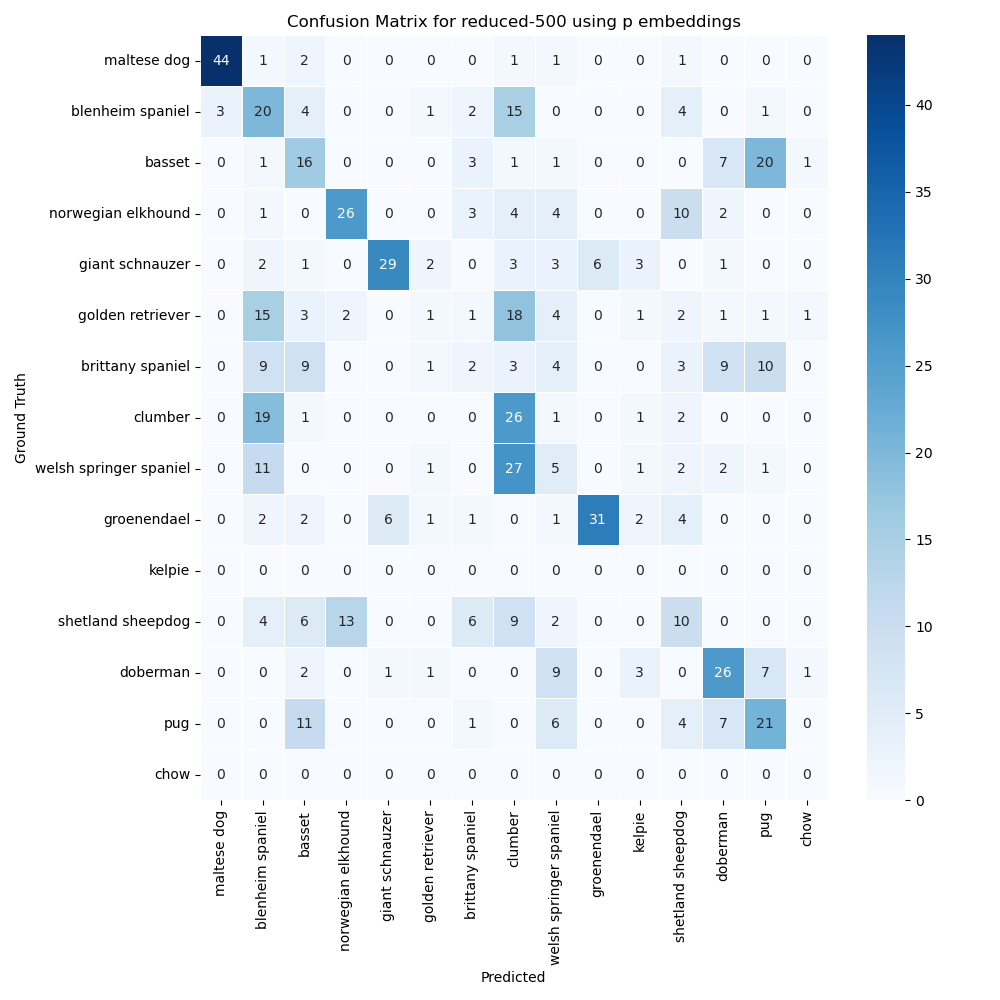 Confusion Matrix for reduced-500 using p embeddings
maltese dog 44 1 2 0 0 0 0 1 1 0 0 1 0 0 0
blenheim spaniel 3 20 4 0 0 1 2 15 0 0 0 4 0 1 0
basset 0 1 16 0 0 0 3 1 1 0 0 0 7 20 1
norwegian elkhound 0 1 0 26 0 0 3 4 4 0 0 10 2 0 0
giant schnauzer 0 2 1 0 29 2 0 3 3 6 3 0 1 0 0
golden retriever 0 15 3 2 0 1 1 18 4 0 1 2 1 1 1
brittany spaniel 0 9 9 0 0 1 2 3 4 0 0 3 9 10 0
clumber 0 19 1 0 0 0 0 26 1 0 1 2 0 0 0
welsh springer spaniel 0 11 0 0 0 1 0 27 5 0 1 2 2 1 0
groenendael 0 2 2 0 6 1 1 0 1 31 2 4 0 0 0
kelpie 0 0 0 0 0 0 0 0 0 0 0 0 0 0 0
shetland sheepdog 0 4 6 13 0 0 6 9 2 0 0 10 0 0 0
doberman 0 0 2 0 1 1 0 0 9 0 3 0 26 7 1
pug 0 0 11 0 0 0 1 0 6 0 0 4 7 21 0
chow 0 0 0 0 0 0 0 0 0 0 0 0 0 0 0
Ground Truth
maltese dog
blenheim spaniel
basset
norwegian elkhound
giant schnauzer
golden retriever
brittany spaniel
clumber
welsh springer spaniel
groenendael
kelpie
shetland sheepdog
doberman
pug
chow
Predicted
40
35
30
25
20
15
10
5
0